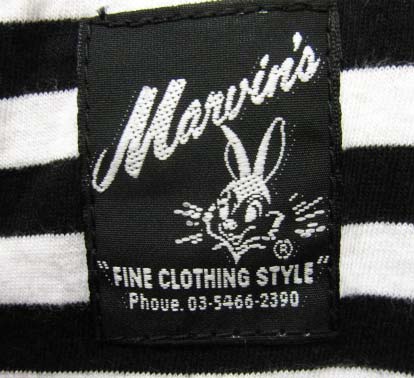 Marvin's
®
"FINE CLOTHING STYLE"
Phoue. 03-5466-2390